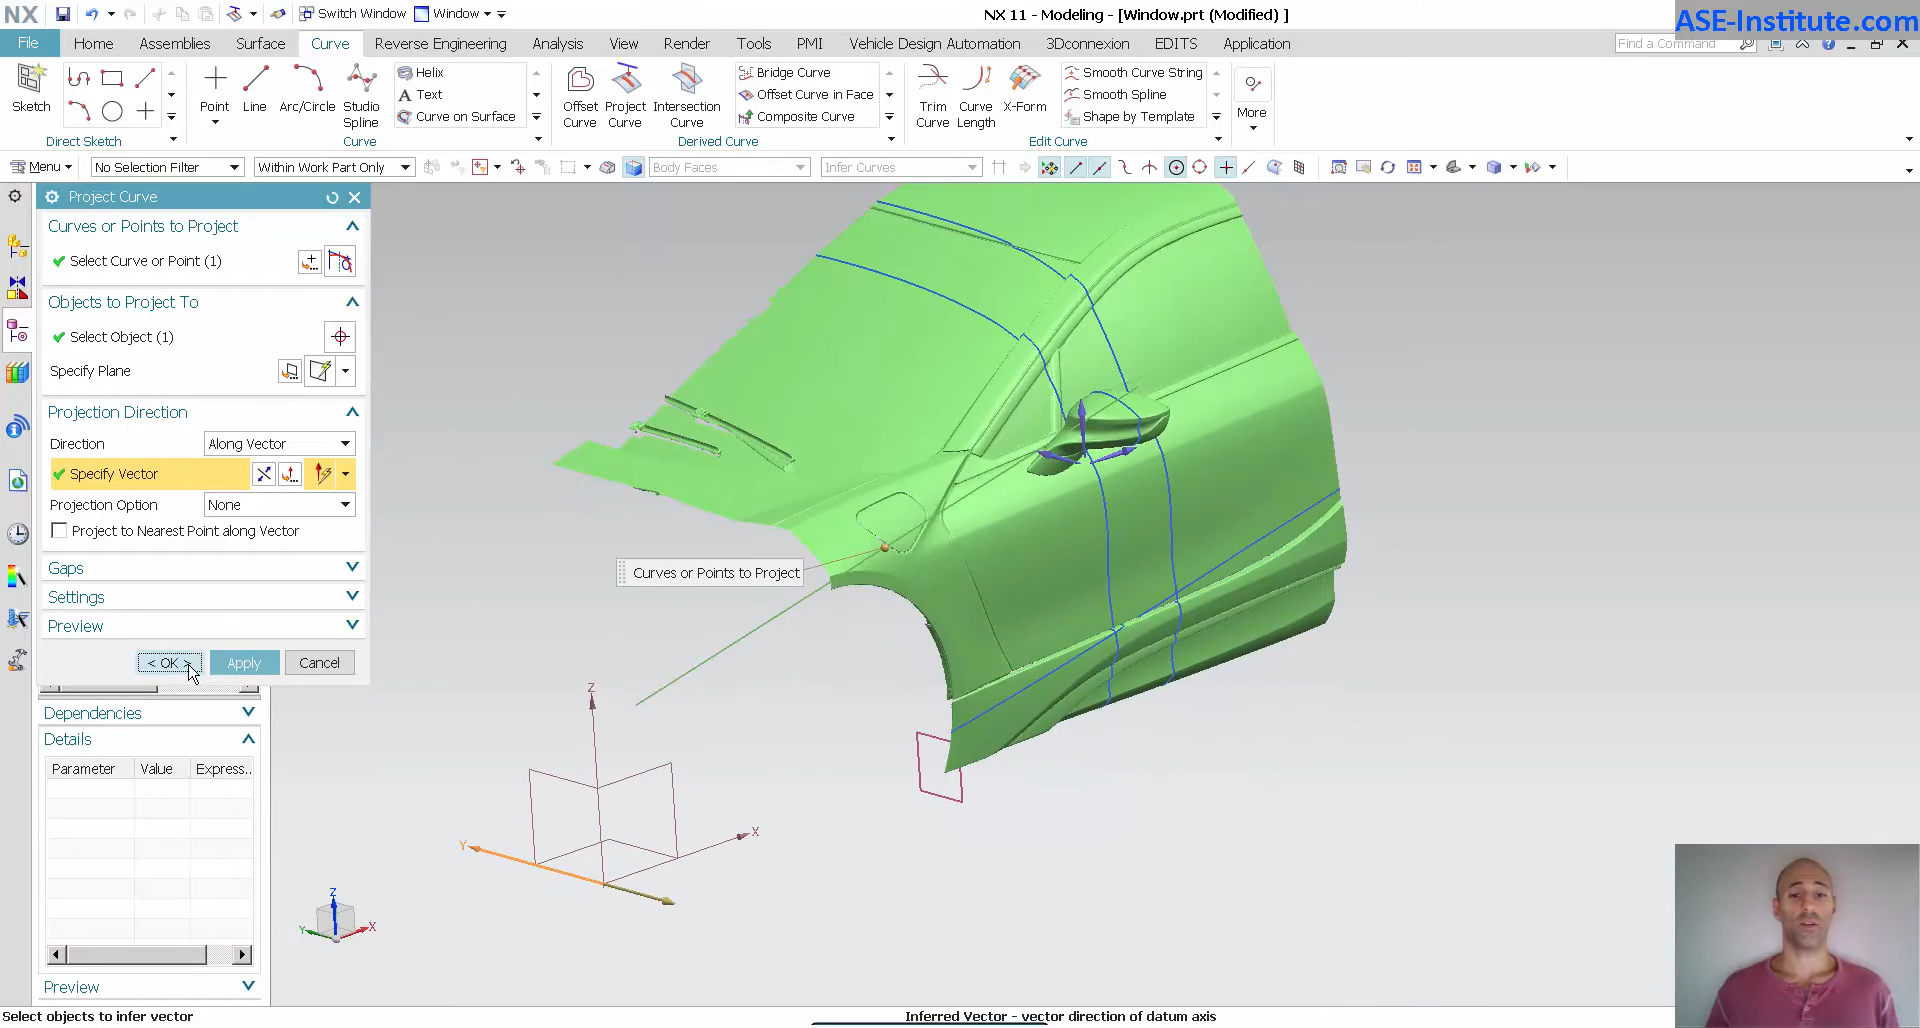 NX
Switch Window
Window
NX 11 - Modeling - [Window.prt (Modified) ]
ASE-Institute.com
File
Home
Assemblies
Surface
Curve
Reverse Engineering
Analysis
View
Render
Tools
PMI
Vehicle Design Automation
3Dconnexion
EDITS
Application
Find a Command
Sketch
Direct Sketch
Point
Line
Arc/Circle
Studio
Spline
Helix
Text
Curve on Surface
Curve
Offset
Curve
Project
Curve
Intersection
Curve
Bridge Curve
Offset Curve in Face
Composite Curve
Derived Curve
Trim
Curve
Curve
Length
X-Form
Smooth Curve String
Smooth Spline
Shape by Template
Edit Curve
More
Menu
No Selection Filter
Within Work Part Only
Body Faces
Infer Curves
Project Curve
Curves or Points to Project
Select Curve or Point (1)
Objects to Project To
Select Object (1)
Specify Plane
Projection Direction
Direction
Along Vector
Specify Vector
Projection Option
None
Project to Nearest Point along Vector
Gaps
Settings
Preview
< OK >
Apply
Cancel
Curves or Points to Project
Dependencies
Details
Parameter
Value
Express..
Preview
Z
X
Y
Z
Y
X
Select objects to infer vector
Inferred Vector - vector direction of datum axis